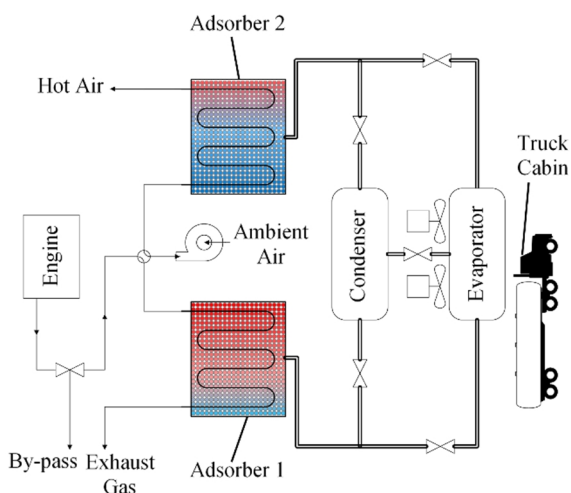 Adsorber 2
Hot Air
Truck
Cabin
Engine
Ambient
Air
Condenser
Evaporator
By-pass
Exhaust
Gas
Adsorber 1